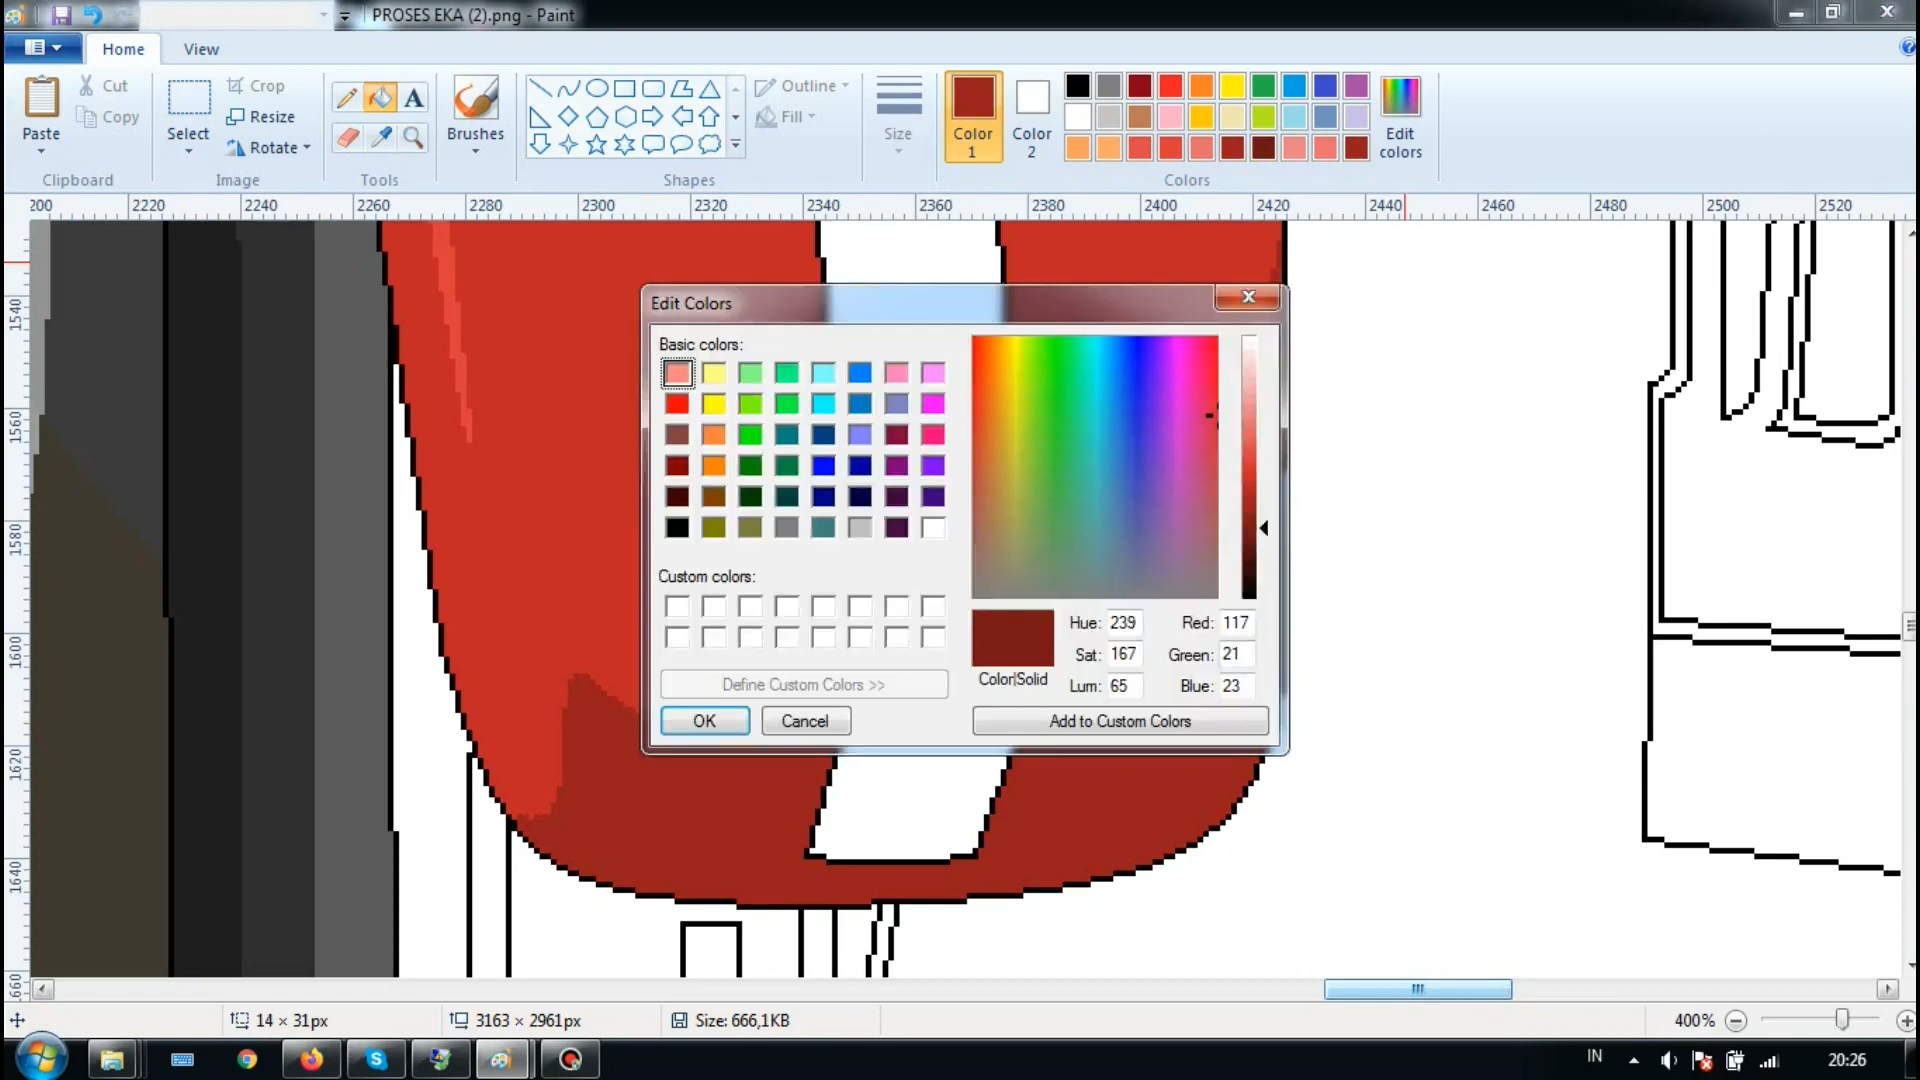 PROSES EKA (2).png - Paint
Home View
Paste Cut Copy
Select Crop Resize Rotate
A
Brushes
Outline
Fill
Size
Color 1
Color 2
Edit colors
Clipboard Image Tools Shapes Colors
200 2220 2240 2260 2280 2300 2320 2340 2360 2380 2400 2420 2440 2460 2480 2500 2520
1540
1560
1580
1600
1620
1640
660
Edit Colors
Basic colors:
Custom colors:
Define Custom Colors >>
OK Cancel
Color|Solid
Hue: 239 Red: 117
Sat: 167 Green: 21
Lum: 65 Blue: 23
Add to Custom Colors
14 × 31px 3163 × 2961px Size: 666,1KB 400%
IN 20:26